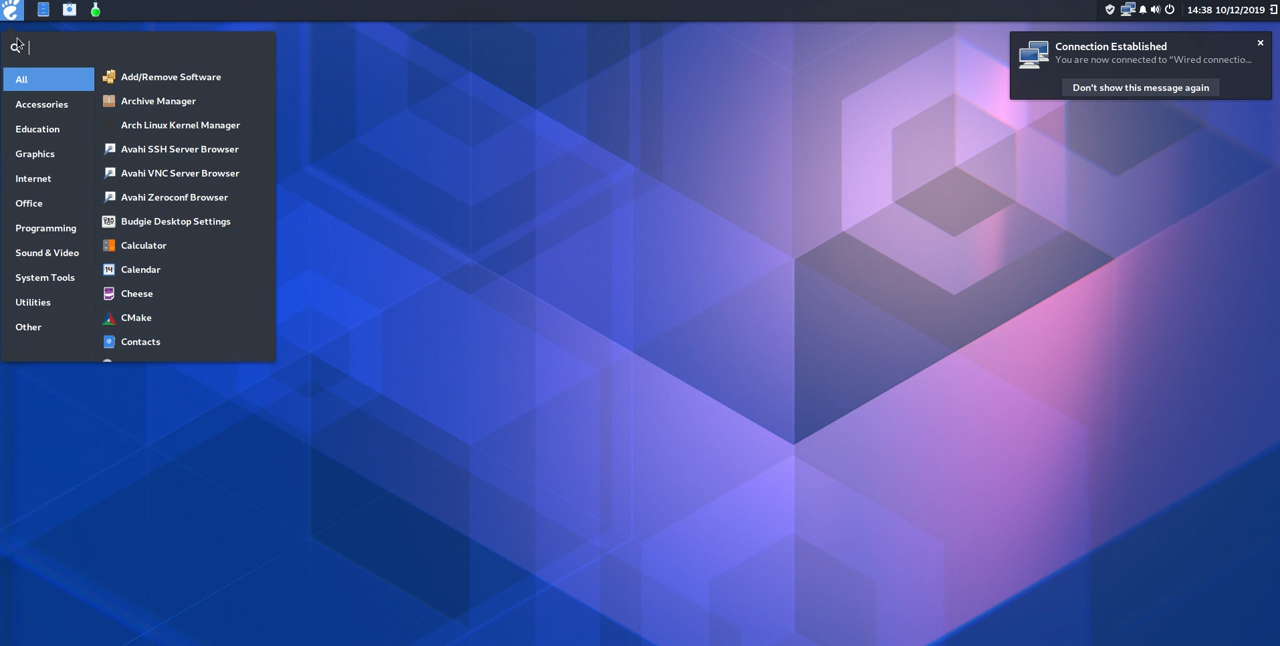 14:38 10/12/2019
Connection Established
You are now connected to "Wired connectio...
Don't show this message again
All
Accessories
Education
Graphics
Internet
Office
Programming
Sound & Video
System Tools
Utilities
Other
Add/Remove Software
Archive Manager
Arch Linux Kernel Manager
Avahi SSH Server Browser
Avahi VNC Server Browser
Avahi Zeroconf Browser
Budgie Desktop Settings
Calculator
Calendar
Cheese
CMake
Contacts